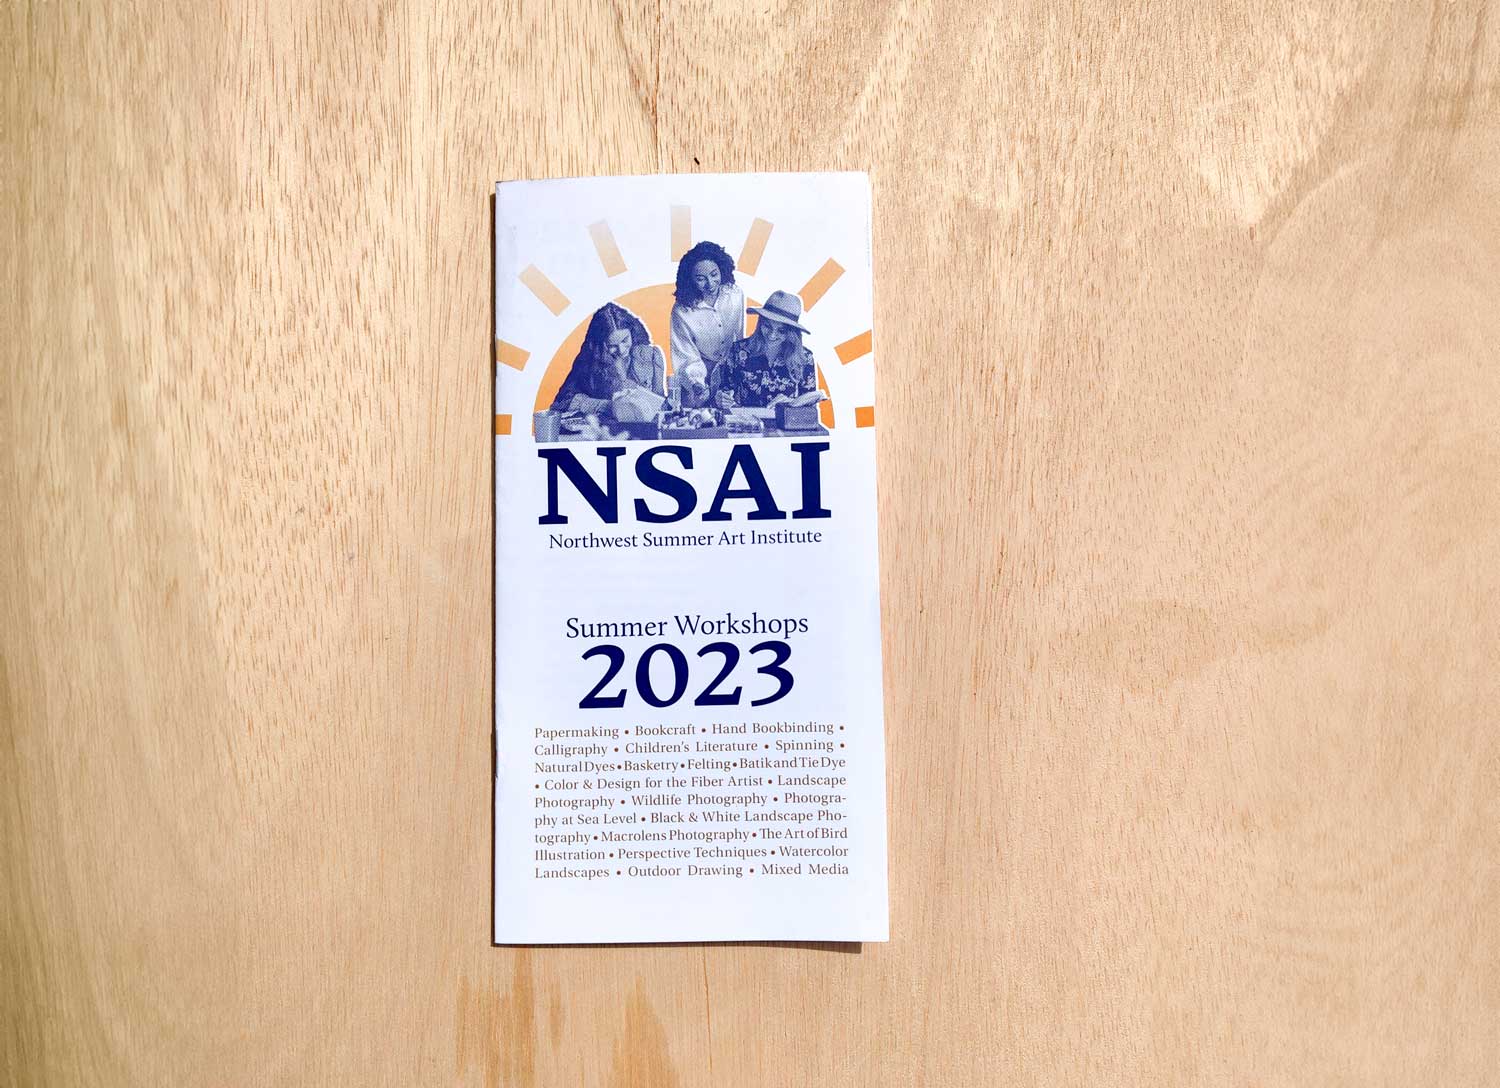 NSAI
Northwest Summer Art Institute
Summer Workshops
2023
Papermaking • Bookcraft • Hand Bookbinding •
Calligraphy • Children's Literature • Spinning •
Natural Dyes • Basketry • Felting • Batik and Tie Dye
• Color & Design for the Fiber Artist • Landscape
Photography • Wildlife Photography • Photogra-
phy at Sea Level • Black & White Landscape Pho-
tography • Macrolens Photography • The Art of Bird
Illustration • Perspective Techniques • Watercolor
Landscapes • Outdoor Drawing • Mixed Media